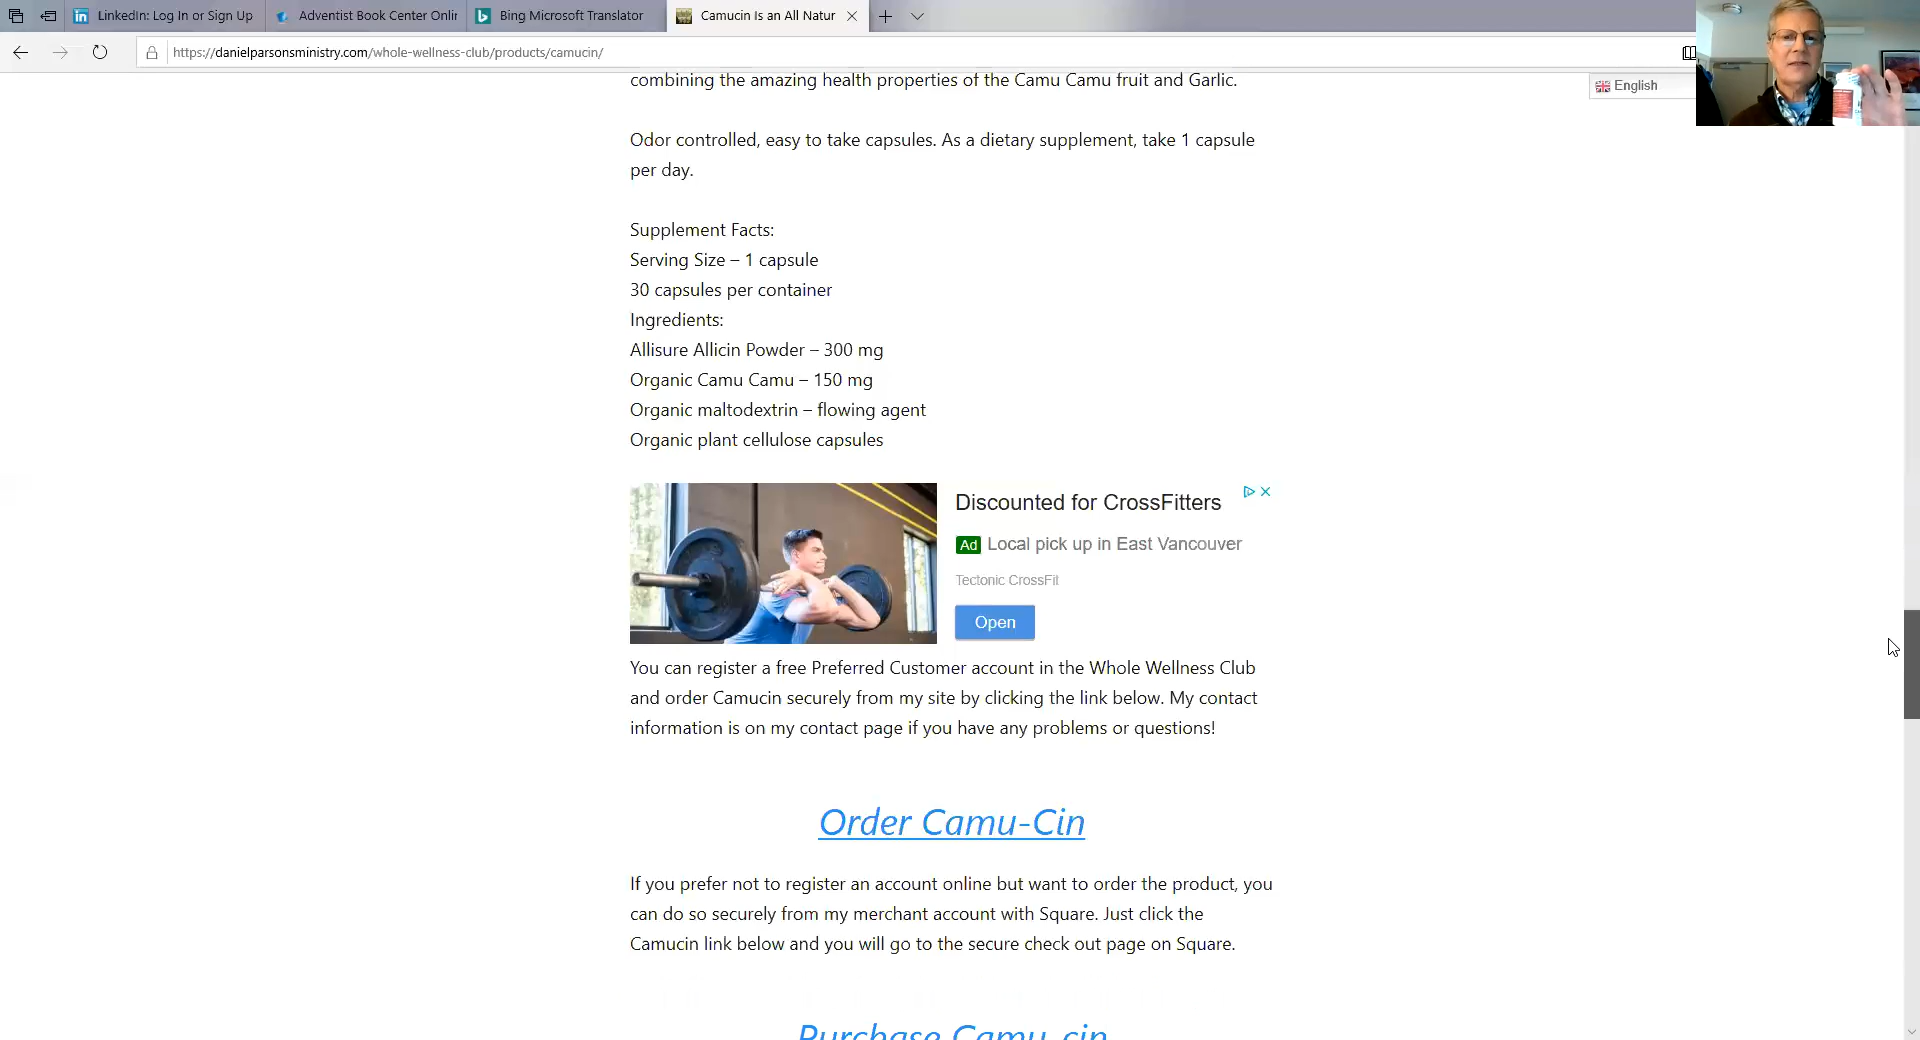 LinkedIn: Log In or Sign Up
Adventist Book Center Onlin
Bing Microsoft Translator
Camucin Is an All Natur
https://danielparsonsministry.com/whole-wellness-club/products/camucin/
English
combining the amazing health properties of the Camu Camu fruit and Garlic.
Odor controlled, easy to take capsules. As a dietary supplement, take 1 capsule
per day.
Supplement Facts:
Serving Size – 1 capsule
30 capsules per container
Ingredients:
Allisure Allicin Powder – 300 mg
Organic Camu Camu – 150 mg
Organic maltodextrin – flowing agent
Organic plant cellulose capsules
Discounted for CrossFitters
Ad Local pick up in East Vancouver
Tectonic CrossFit
Open
You can register a free Preferred Customer account in the Whole Wellness Club
and order Camucin securely from my site by clicking the link below. My contact
information is on my contact page if you have any problems or questions!
Order Camu-Cin
If you prefer not to register an account online but want to order the product, you
can do so securely from my merchant account with Square. Just click the
Camucin link below and you will go to the secure check out page on Square.
Purchase Camu-cin